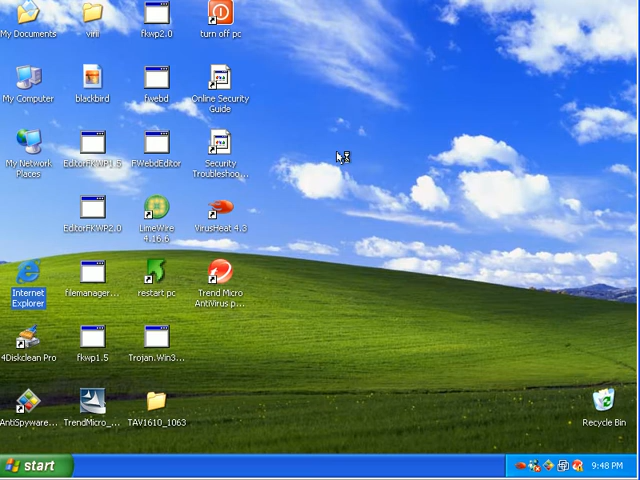 My Documents
virii
fkwp2.0
turn off pc
My Computer
blackbird
fwebd
Online Security
Guide
My Network
Places
EditorFKWP1.5
FWebdEditor
Security
Troubleshoo...
EditorFKWP2.0
LimeWire
4.16.6
VirusHeat 4.3
Internet
Explorer
filemanager...
restart pc
Trend Micro
AntiVirus p...
4Diskclean Pro
fkwp1.5
Trojan.Win3...
AntiSpyware...
TrendMicro_...
TAV1610_1063
Recycle Bin
start
9:48 PM